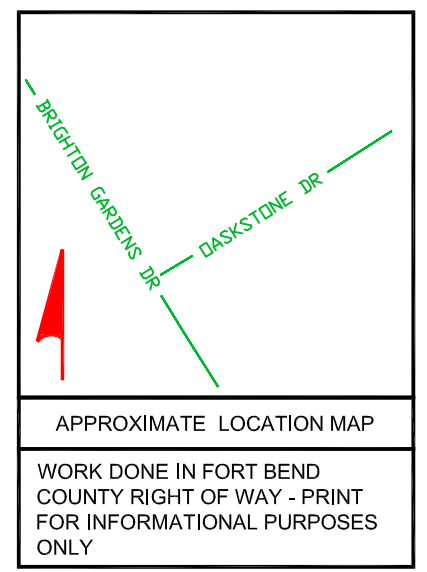 BRIGHTON GARDENS DR
OASKSTONE DR
APPROXIMATE LOCATION MAP
WORK DONE IN FORT BEND
COUNTY RIGHT OF WAY - PRINT
FOR INFORMATIONAL PURPOSES
ONLY